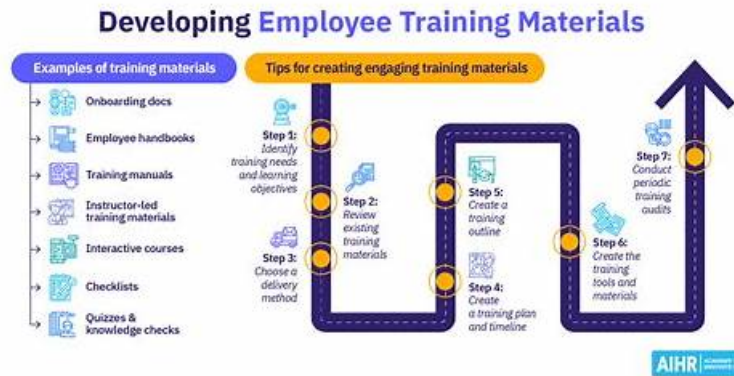 Developing Employee Training Materials
Examples of training materials
Onboarding docs
Employee handbooks
Training manuals
Instructor-led
training materials
Interactive courses
Checklists
Quizzes &
knowledge checks
Tips for creating engaging training materials
Step 1:
Identify
training needs
and learning
objectives
Step 2:
Review
existing
training
materials
Step 3:
Choose a
delivery
method
Step 4:
Create
a training plan
and timeline
Step 5:
Create a
training
outline
Step 6:
Create the
training
tools and
materials
Step 7:
Conduct
periodic
training
audits
AIHR